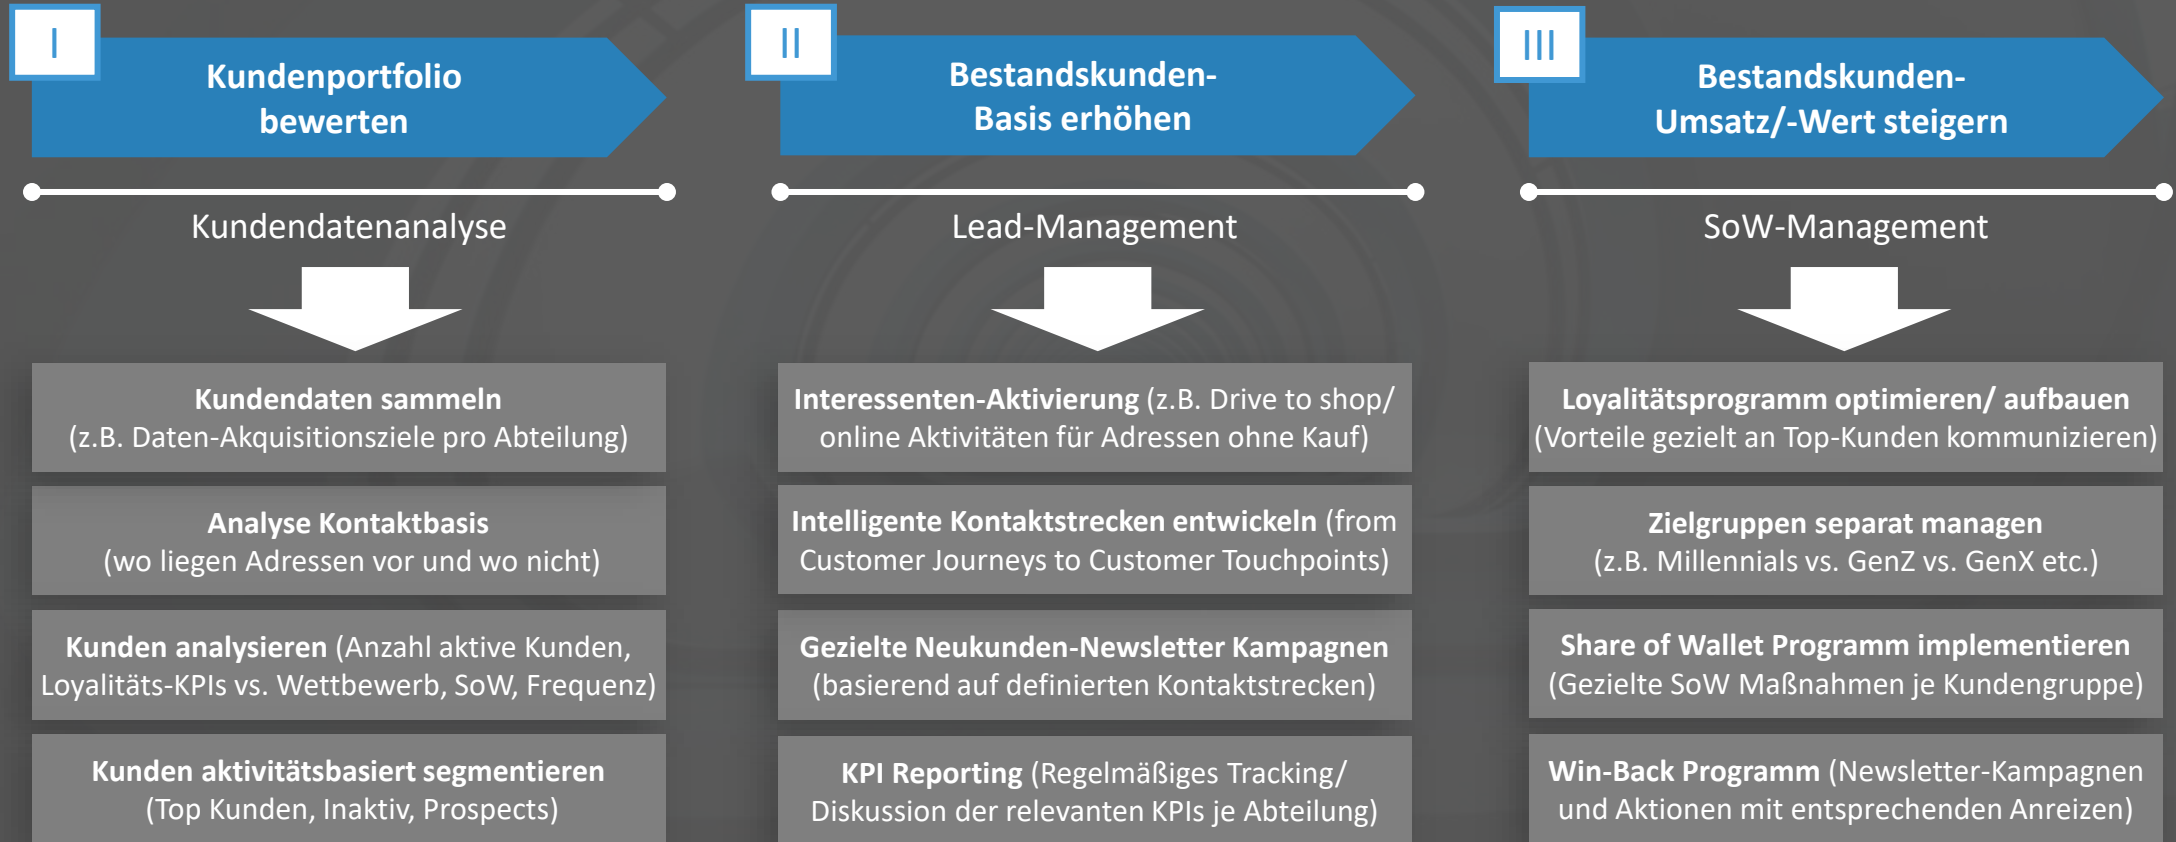 I
Kundenportfolio
bewerten
Kundendatenanalyse
Kundendaten sammeln
(z.B. Daten-Akquisitionsziele pro Abteilung)
Analyse Kontaktbasis
(wo liegen Adressen vor und wo nicht)
Kunden analysieren (Anzahl aktive Kunden,
Loyalitäts-KPIs vs. Wettbewerb, SoW, Frequenz)
Kunden aktivitätsbasiert segmentieren
(Top Kunden, Inaktiv, Prospects)
II
Bestandskunden-
Basis erhöhen
Lead-Management
Interessenten-Aktivierung (z.B. Drive to shop/
online Aktivitäten für Adressen ohne Kauf)
Intelligente Kontaktstrecken entwickeln (from
Customer Journeys to Customer Touchpoints)
Gezielte Neukunden-Newsletter Kampagnen
(basierend auf definierten Kontaktstrecken)
KPI Reporting (Regelmäßiges Tracking/
Diskussion der relevanten KPIs je Abteilung)
III
Bestandskunden-
Umsatz/-Wert steigern
SoW-Management
Loyalitätsprogramm optimieren/ aufbauen
(Vorteile gezielt an Top-Kunden kommunizieren)
Zielgruppen separat managen
(z.B. Millennials vs. GenZ vs. GenX etc.)
Share of Wallet Programm implementieren
(Gezielte SoW Maßnahmen je Kundengruppe)
Win-Back Programm (Newsletter-Kampagnen
und Aktionen mit entsprechenden Anreizen)